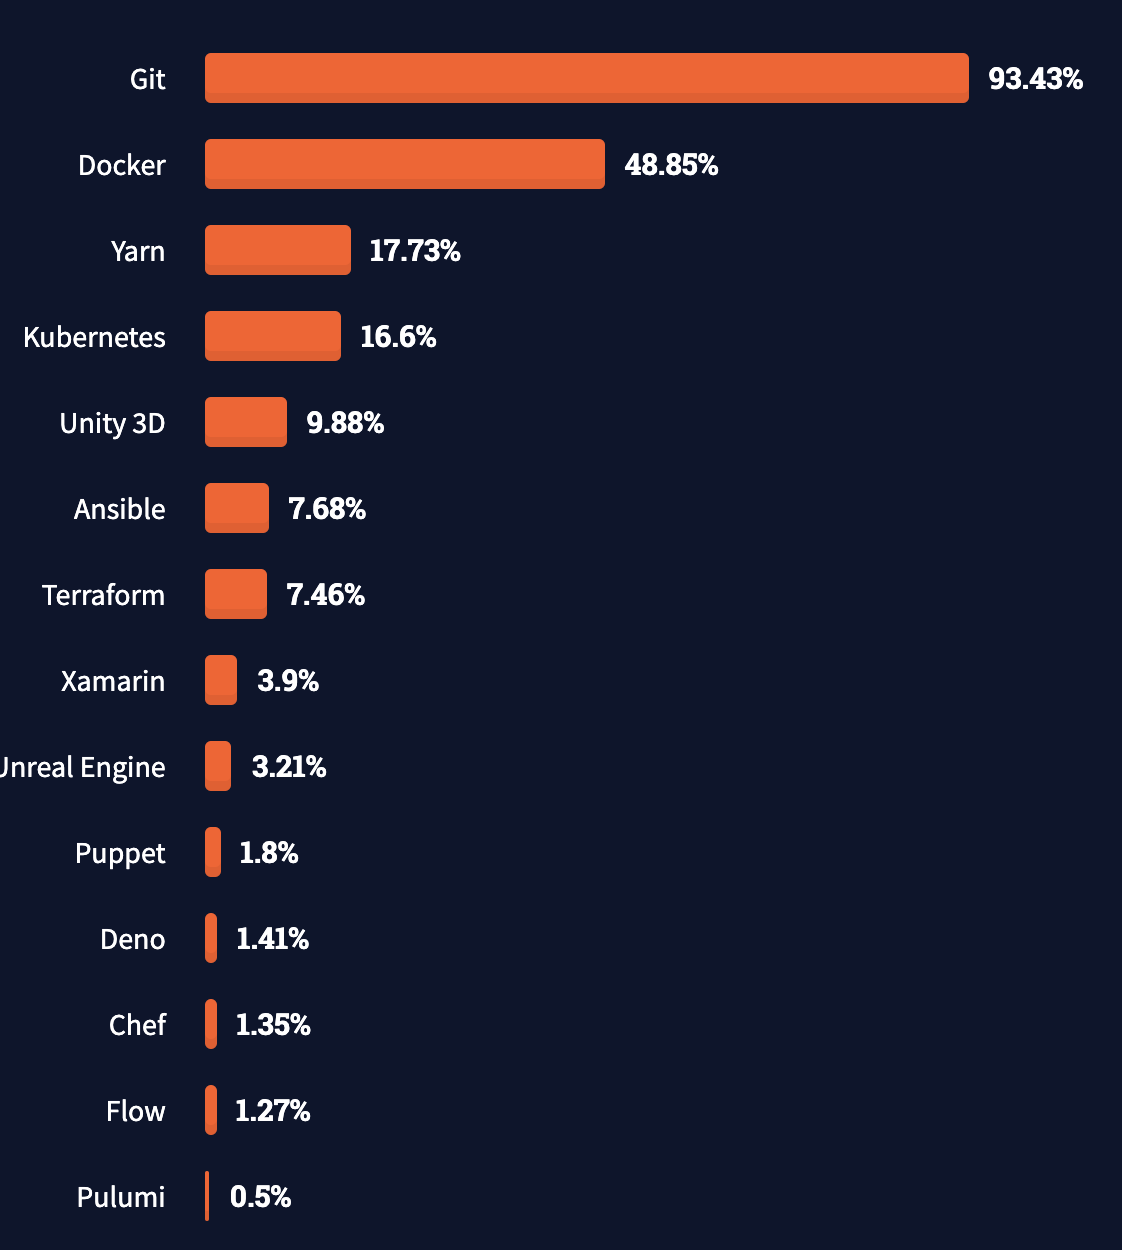 Git 93.43%
Docker 48.85%
Yarn 17.73%
Kubernetes 16.6%
Unity 3D 9.88%
Ansible 7.68%
Terraform 7.46%
Xamarin 3.9%
Unreal Engine 3.21%
Puppet 1.8%
Deno 1.41%
Chef 1.35%
Flow 1.27%
Pulumi 0.5%